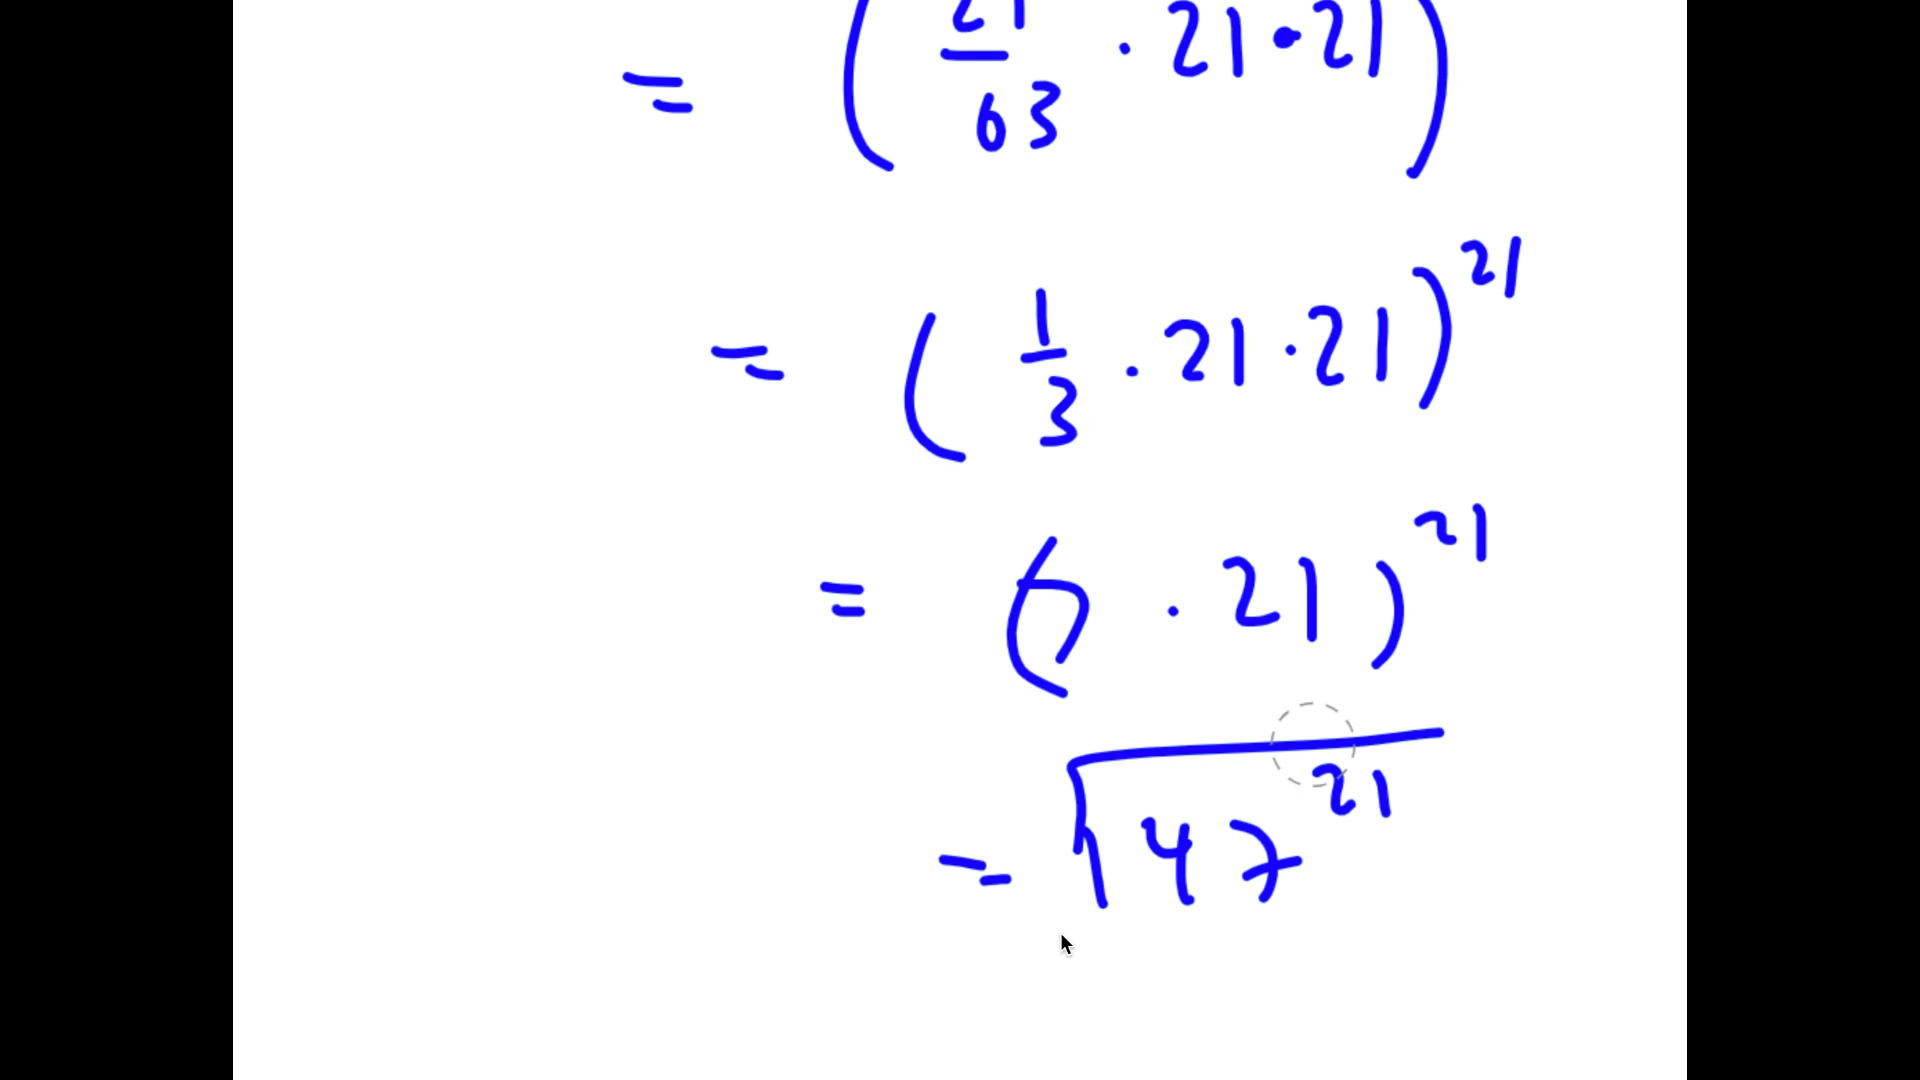 = ( 21/63 · 21 · 21 )
= ( 1/3 · 21 · 21 )^21
= ( 7 · 21 )^21
= 147^21